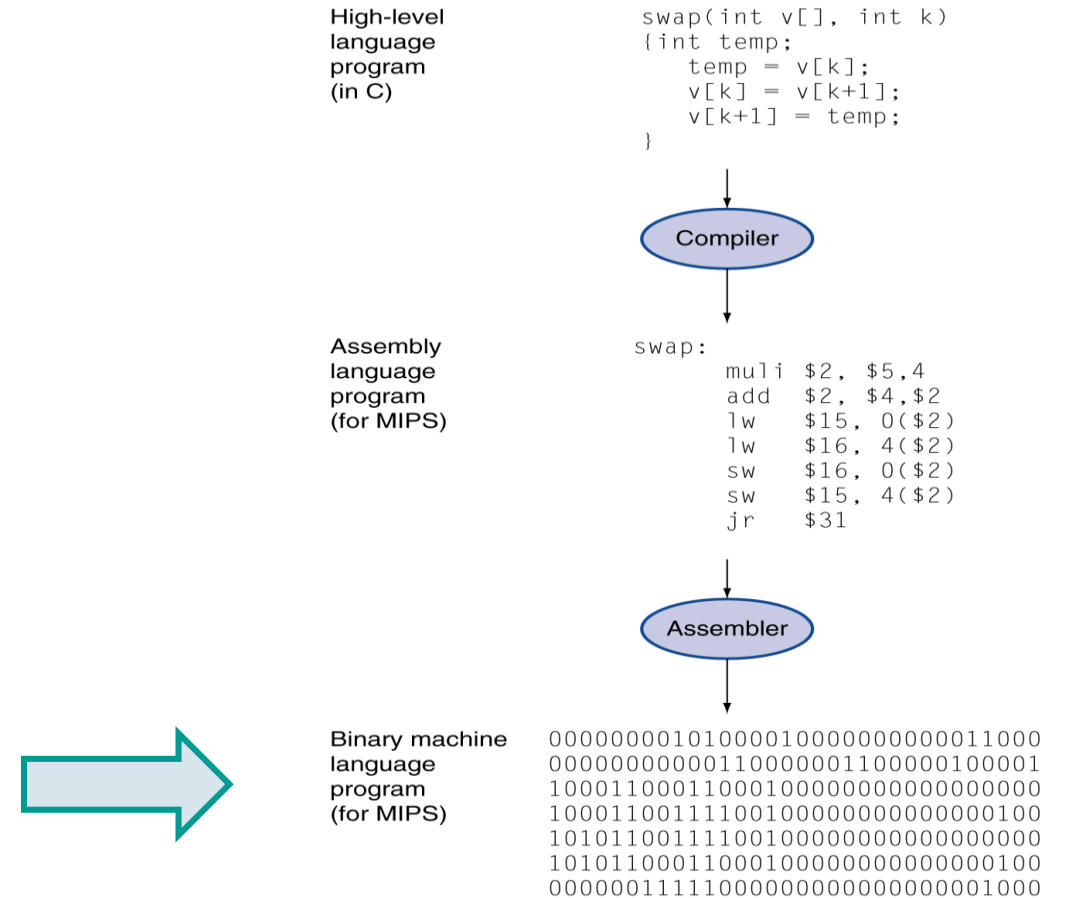 High-level
language
program
(in C)
swap(int v[], int k)
{int temp;
temp = v[k];
v[k] = v[k+1];
v[k+1] = temp;
}
Compiler
Assembly
language
program
(for MIPS)
swap:
muli $2, $5,4
add $2, $4,$2
lw $15, 0($2)
lw $16, 4($2)
sw $16, 0($2)
sw $15, 4($2)
jr $31
Assembler
Binary machine
language
program
(for MIPS)
00000000101000010000000000011000
00000000000110000001100000100001
10001100011000100000000000000000
10001100111100100000000000000100
10101100111100100000000000000000
10101100011000100000000000000100
00000011111000000000000000001000